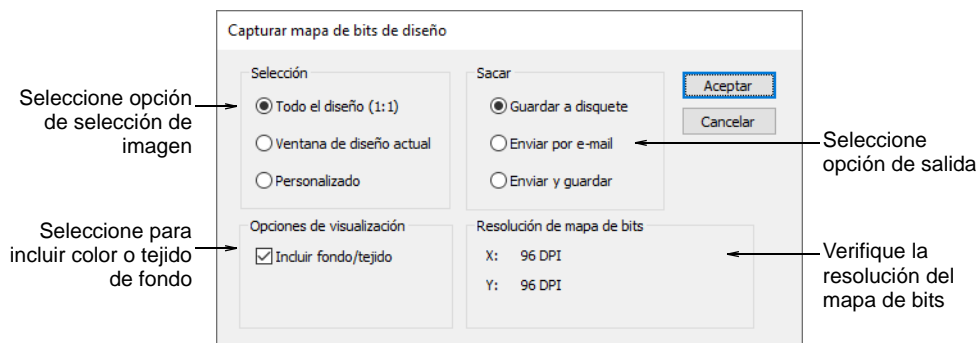 Capturar mapa de bits de diseño
Selección
Todo el diseño (1:1)
Ventana de diseño actual
Personalizado
Sacar
Guardar a disquete
Enviar por e-mail
Enviar y guardar
Aceptar
Cancelar
Opciones de visualización
Incluir fondo/tejido
Resolución de mapa de bits
X: 96 DPI
Y: 96 DPI
Seleccione opción
de selección de
imagen
Seleccione para
incluir color o tejido
de fondo
Seleccione
opción de salida
Verifique la
resolución del
mapa de bits